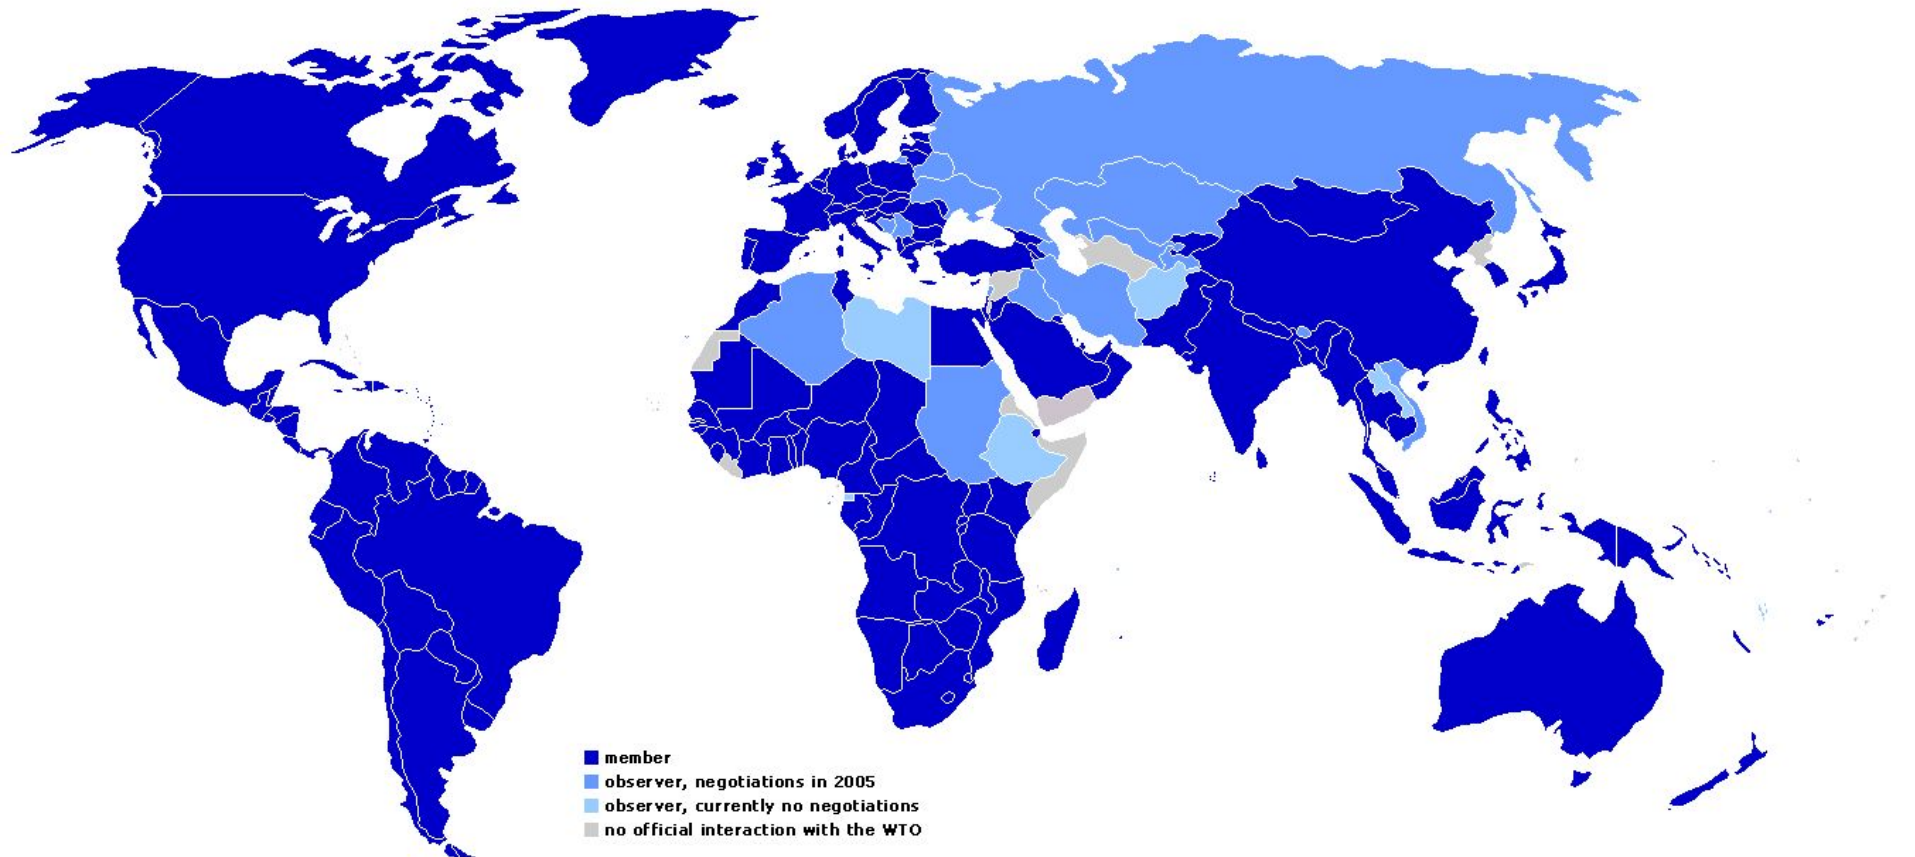 member
observer, negotiations in 2005
observer, currently no negotiations
no official interaction with the WTO